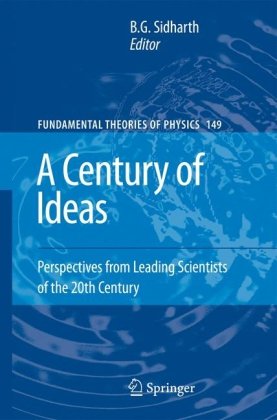 B.G. Sidharth
Editor
FUNDAMENTAL THEORIES OF PHYSICS 149
A Century of
Ideas
Perspectives from Leading Scientists
of the 20th Century
Springer